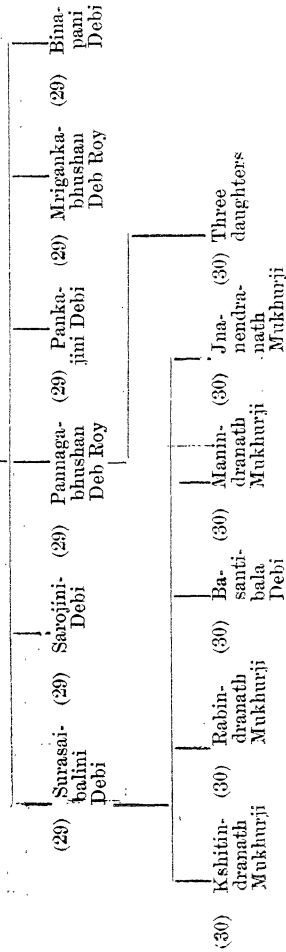 (29) Surasai-
balini
Debi
(29) Sarojini-
Debi
(29) Pannaga-
bhushan
Deb Roy
(29) Panka-
jini Debi
(29) Mriganka-
bhushan
Deb Roy
(29) Bina-
pani
Debi
(30) Kshitin-
dranath
Mukhurji
(30) Rabin-
dranath
Mukhurji
(30) Ba-
santi-
bala
Debi
(30) Manin-
dranath
Mukhurji
(30) Jna-
nendra-
nath
Mukhurji
(30) Three
daughters